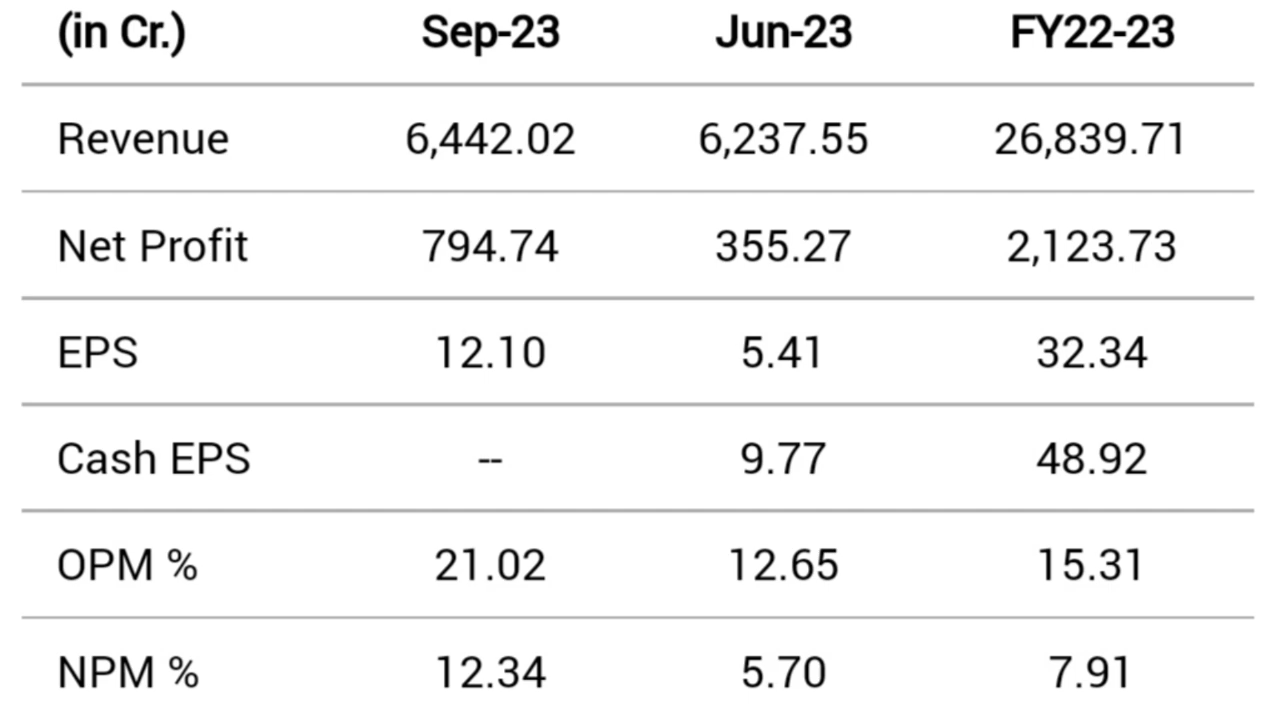 (in Cr.) Sep-23 Jun-23 FY22-23
Revenue 6,442.02 6,237.55 26,839.71
Net Profit 794.74 355.27 2,123.73
EPS 12.10 5.41 32.34
Cash EPS -- 9.77 48.92
OPM % 21.02 12.65 15.31
NPM % 12.34 5.70 7.91